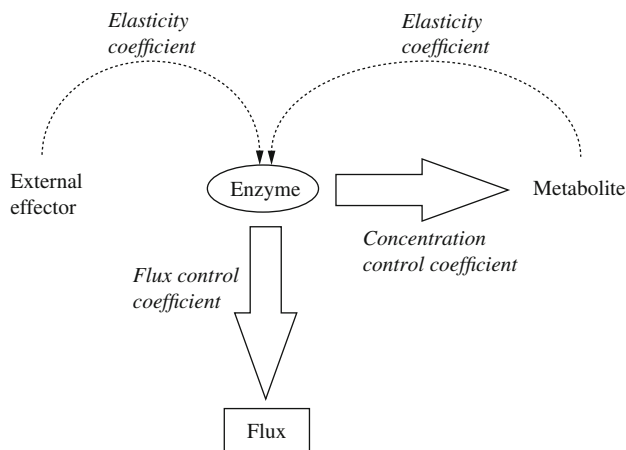 Elasticity
coefficient
Elasticity
coefficient
External
effector
Enzyme
Metabolite
Concentration
control coefficient
Flux control
coefficient
Flux